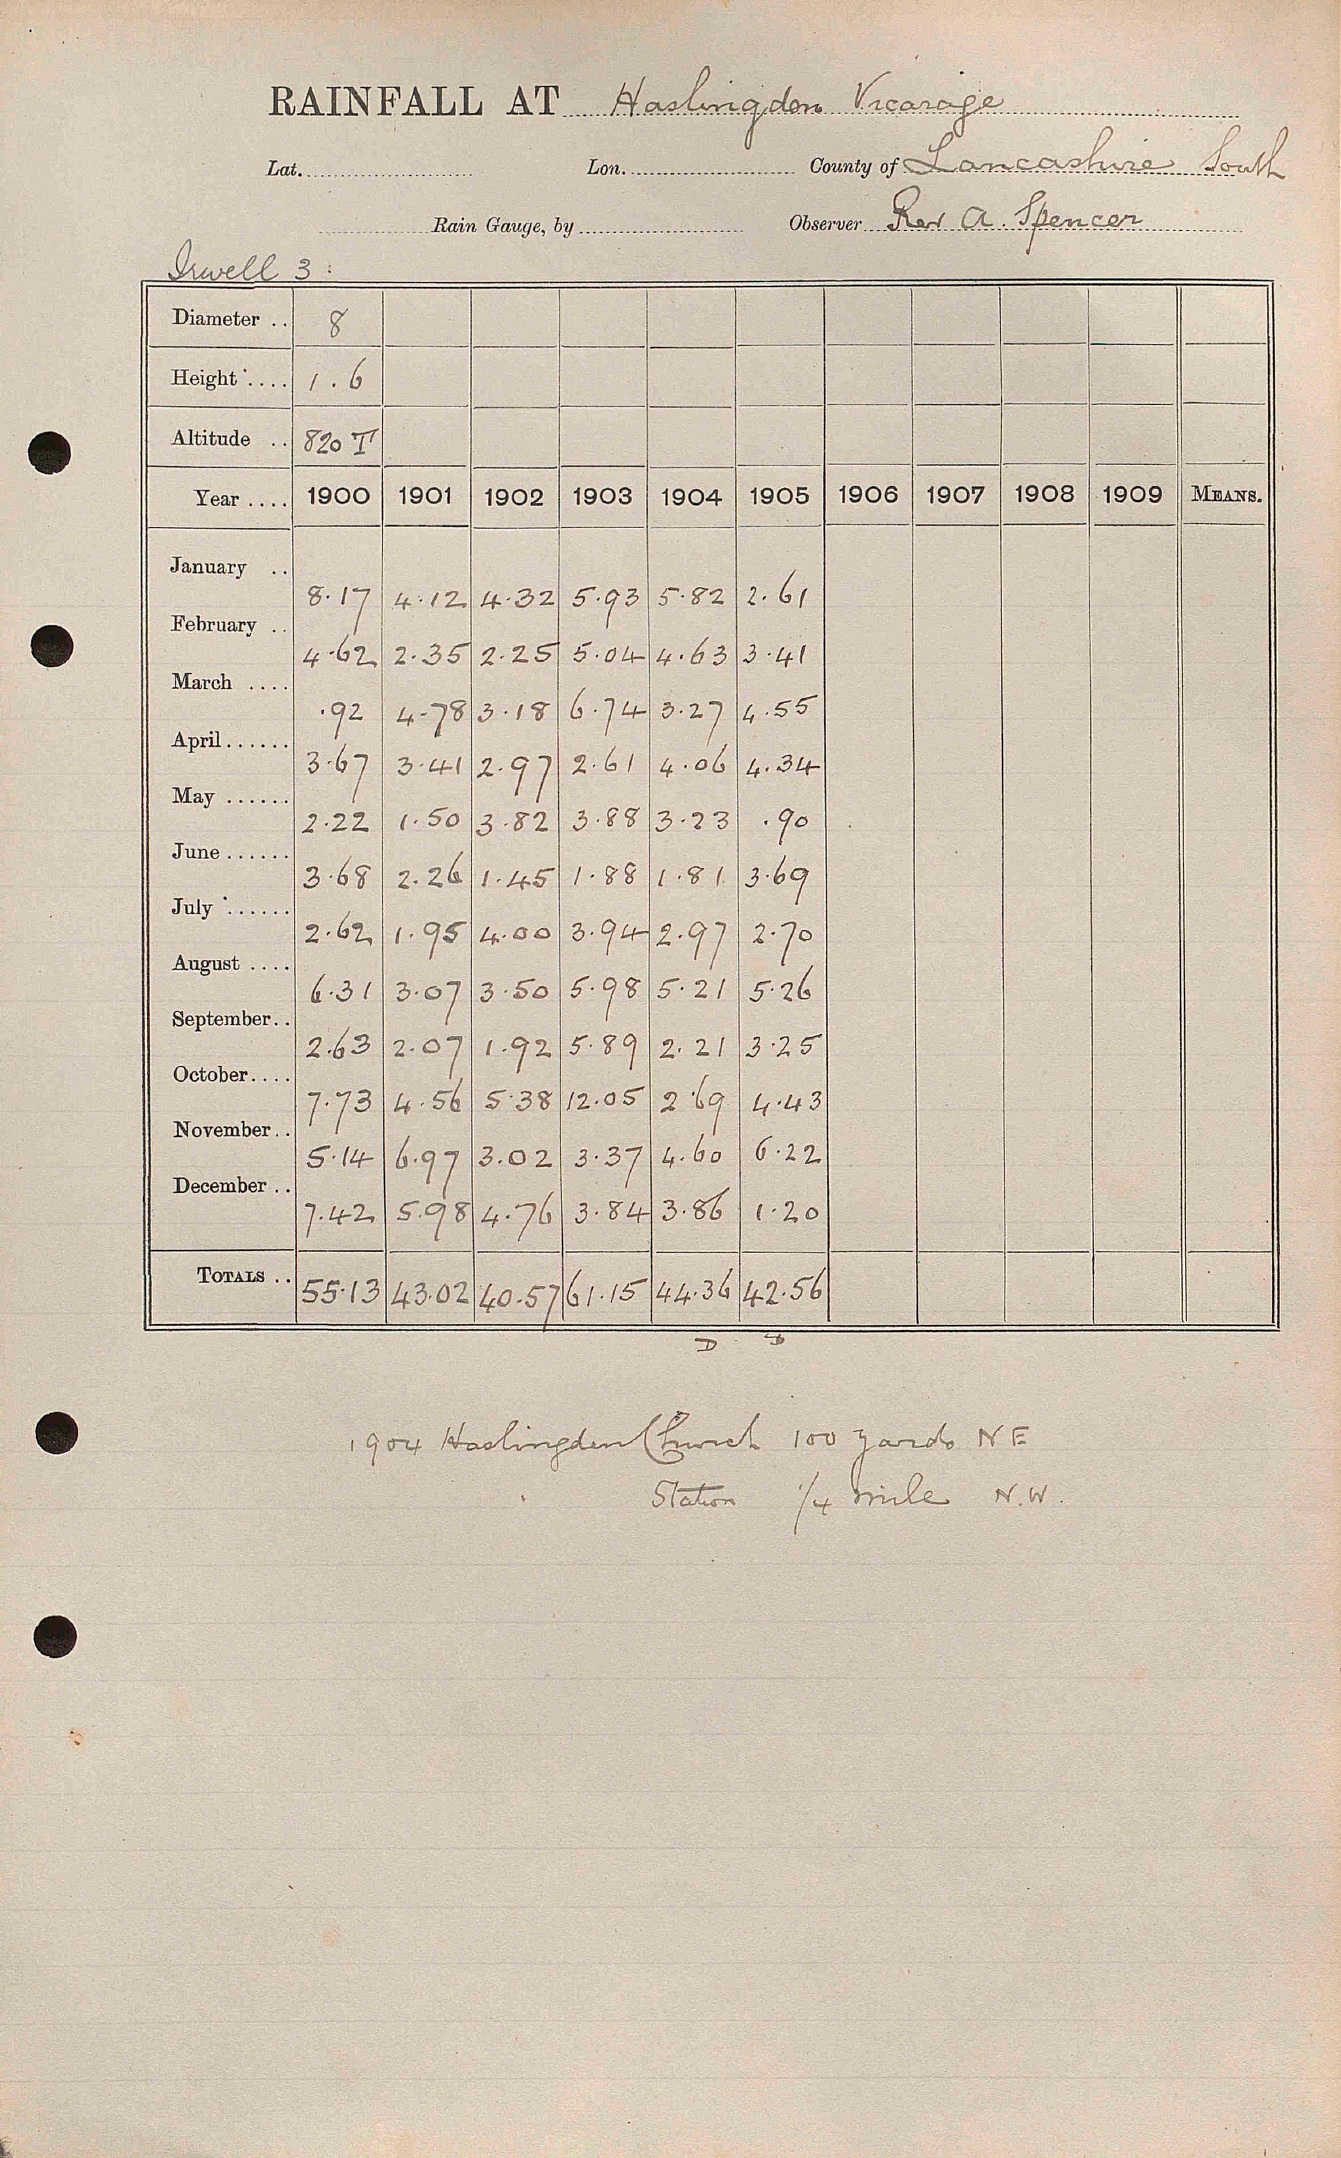 RAINFALL AT Haslingden Vicarage
Lat. Lon. County of Lancashire South
Rain Gauge, by Observer Rev A. Spencer
Irwell 3 :
Diameter .. 8
Height .... 1.6
Altitude .. 820 T
Year .... 1900 1901 1902 1903 1904 1905 1906 1907 1908 1909 MEANS.
January .. 8.17 4.12 4.32 5.93 5.82 2.61
February .. 4.62 2.35 2.25 5.04 4.63 3.41
March .... .92 4.78 3.18 6.74 3.27 4.55
April ...... 3.67 3.41 2.97 2.61 4.06 4.34
May ...... 2.22 1.50 3.82 3.88 3.23 .90
June ...... 3.68 2.26 1.45 1.88 1.81 3.69
July ...... 2.62 1.95 4.00 3.94 2.97 2.70
August .... 6.31 3.07 3.50 5.98 5.21 5.26
September .. 2.63 2.07 1.92 5.89 2.21 3.25
October .... 7.73 4.56 5.38 12.05 2.69 4.43
November .. 5.14 6.97 3.02 3.37 4.60 6.22
December .. 7.42 5.98 4.76 3.84 3.86 1.20
TOTALS .. 55.13 43.02 40.57 61.15 44.36 42.56
D D
1904 Haslingden Church 100 yards NE
Station 1/4 mile N.W.